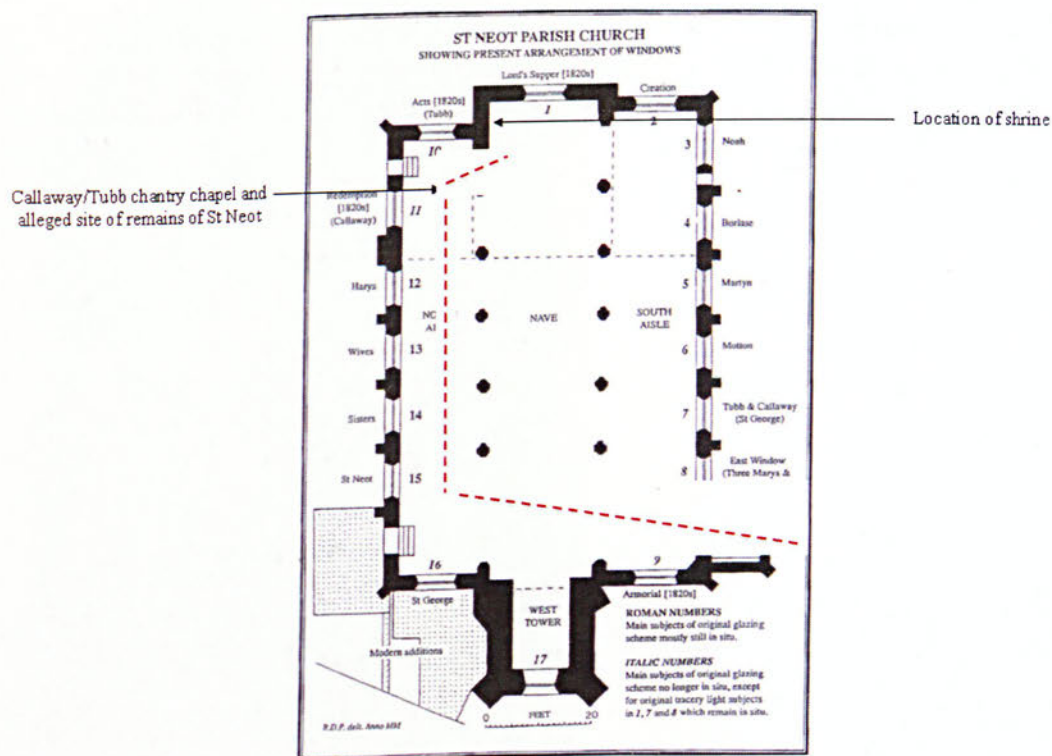 ST NEOT PARISH CHURCH
SHOWING PRESENT ARRANGEMENT OF WINDOWS
Lord's Supper [1820s]
1
Creation
2
Acts [1820s]
(Tubb)
10
Location of shrine
3
Noah
Callaway/Tubb chantry chapel and
alleged site of remains of St Neot
Redemption
[1820s]
(Callaway)
11
4
Borlase
Harys
12
5
Martyn
NC
AI
NAVE
SOUTH
AISLE
Wives
13
6
Motton
Sisters
14
7
Tubb & Callaway
(St George)
St Neot
15
8
East Window
(Three Marys &
16
St George
9
Armorial [1820s]
WEST
TOWER
17
Modern additions
ROMAN NUMBERS
Main subjects of original glazing
scheme mostly still in situ.
ITALIC NUMBERS
Main subjects of original glazing
scheme no longer in situ, except
for original tracery light subjects
in 1, 7 and 8 which remain in situ.
0 FEET 20
R.D.P. delt. Anno MM